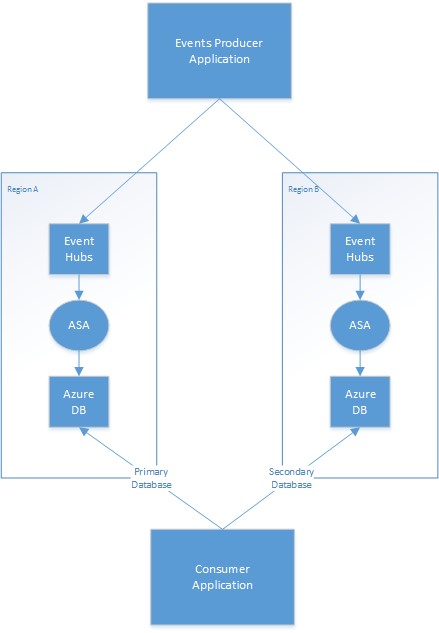 Events Producer
Application
Region A
Region B
Event
Hubs
Event
Hubs
ASA
ASA
Azure
DB
Azure
DB
Primary
Database
Secondary
Database
Consumer
Application